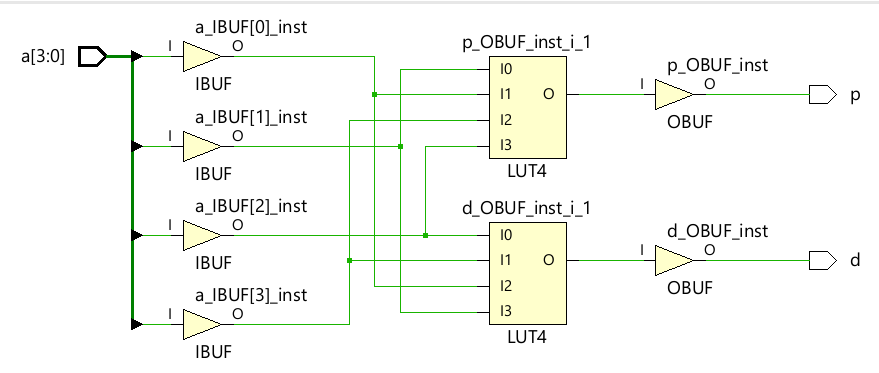 a[3:0]
a_IBUF[0]_inst
I
O
IBUF
a_IBUF[1]_inst
I
O
IBUF
a_IBUF[2]_inst
I
O
IBUF
a_IBUF[3]_inst
I
O
IBUF
p_OBUF_inst_i_1
I0
I1
O
I2
I3
LUT4
p_OBUF_inst
I
O
OBUF
p
d_OBUF_inst_i_1
I0
I1
O
I2
I3
LUT4
d_OBUF_inst
I
O
OBUF
d